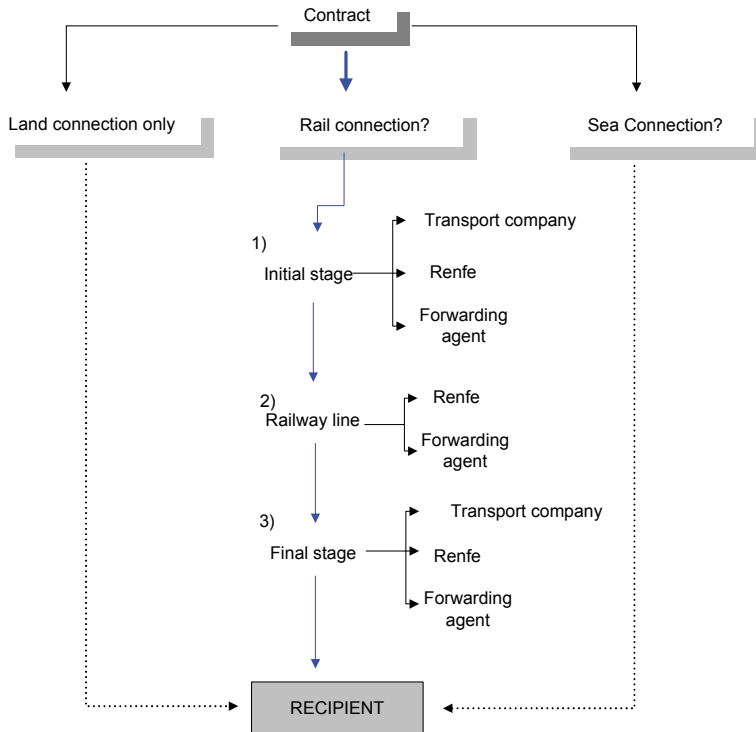 Contract
Land connection only
Rail connection?
Sea Connection?
1)
Initial stage
Transport company
Renfe
Forwarding
agent
2)
Railway line
Renfe
Forwarding
agent
3)
Final stage
Transport company
Renfe
Forwarding
agent
RECIPIENT